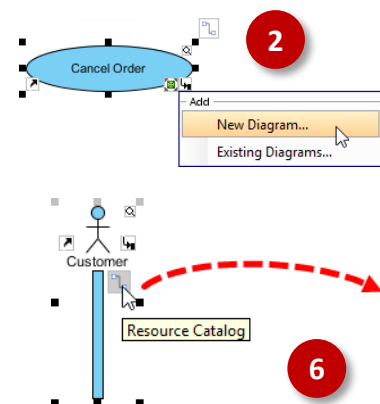 2
Cancel Order
Add
New Diagram...
Existing Diagrams...
Customer
Resource Catalog
6